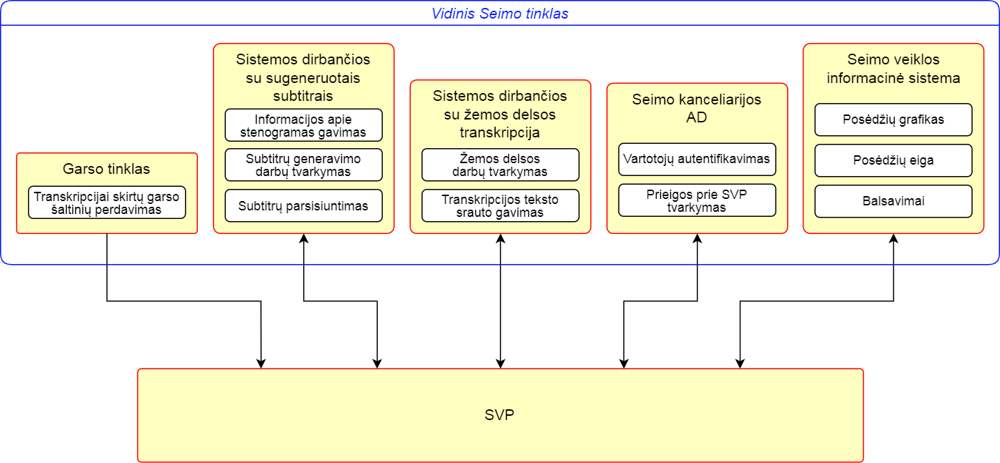 Vidinis Seimo tinklas
Garso tinklas
Transkripcijai skirtų garso
šaltinių perdavimas
Sistemos dirbančios
su sugeneruotais
subtitrais
Informacijos apie
stenogramas gavimas
Subtitrų generavimo
darbų tvarkymas
Subtitrų parsisiuntimas
Sistemos dirbančios
su žemos delsos
transkripcija
Žemos delsos
darbų tvarkymas
Transkripcijos teksto
srauto gavimas
Seimo kanceliarijos
AD
Vartotojų autentifikavimas
Prieigos prie SVP
tvarkymas
Seimo veiklos
informacinė sistema
Posėdžių grafikas
Posėdžių eiga
Balsavimai
SVP